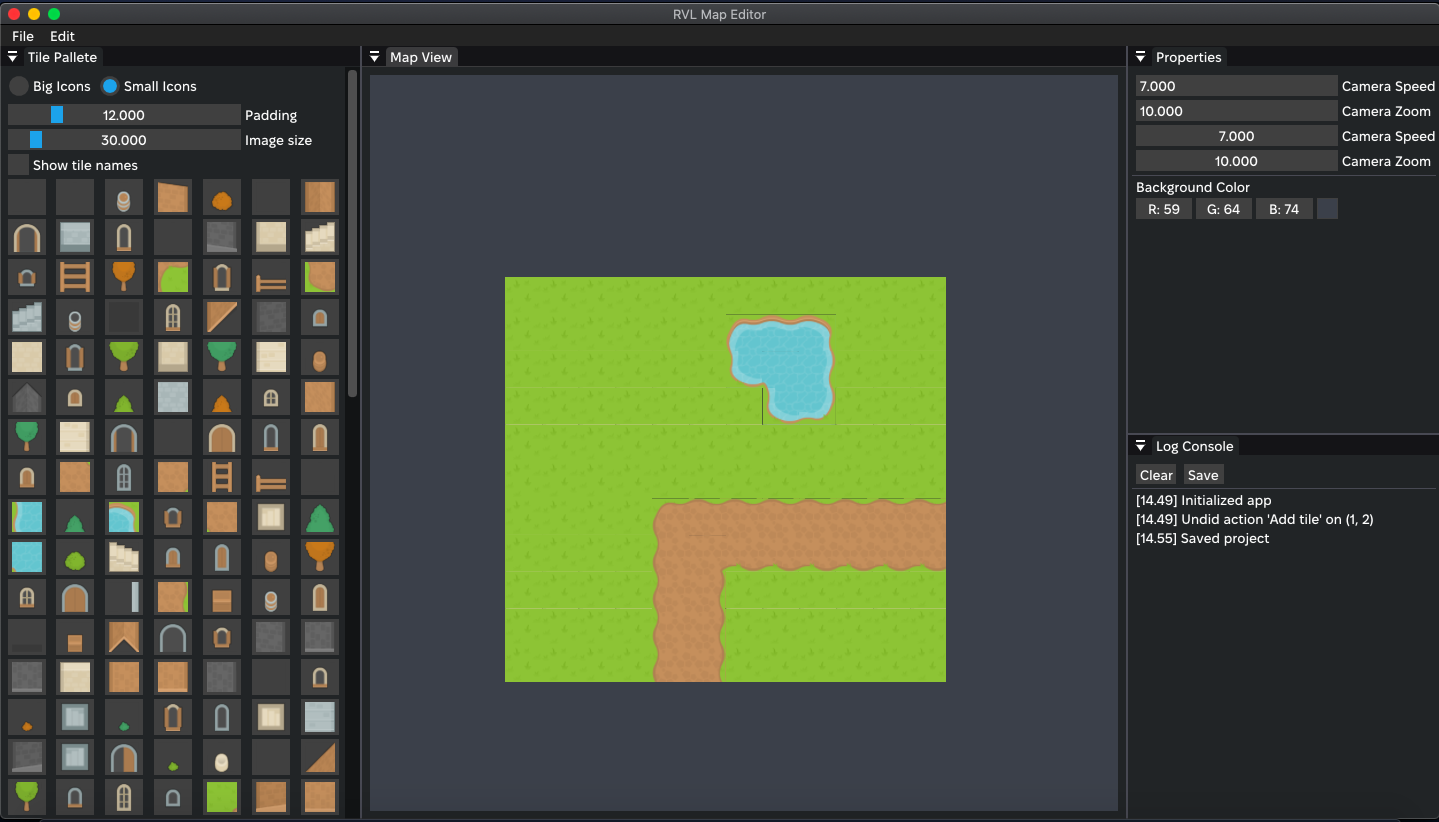 RVL Map Editor
File Edit
Tile Pallete
Big Icons Small Icons
12.000 Padding
30.000 Image size
Show tile names
Map View
Properties
7.000 Camera Speed
10.000 Camera Zoom
7.000 Camera Speed
10.000 Camera Zoom
Background Color
R: 59 G: 64 B: 74
Log Console
Clear Save
[14.49] Initialized app
[14.49] Undid action 'Add tile' on (1, 2)
[14.55] Saved project